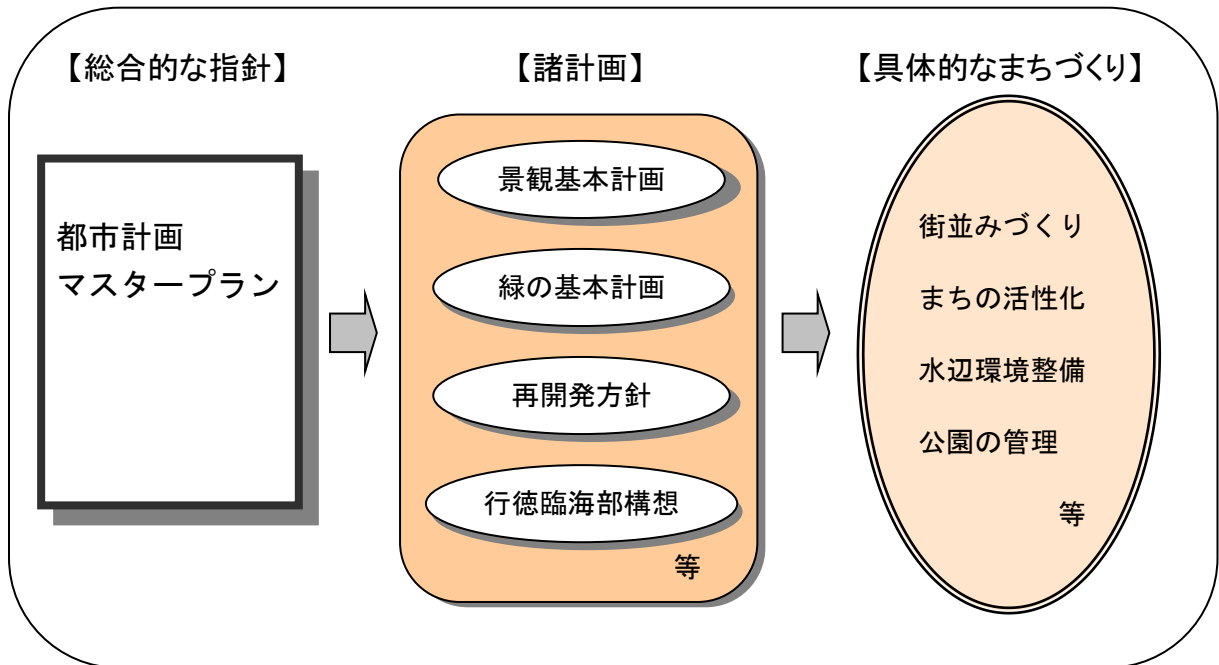 【総合的な指針】
【諸計画】
【具体的なまちづくり】
都市計画
マスタープラン
景観基本計画
緑の基本計画
再開発方針
行徳臨海部構想
等
街並みづくり
まちの活性化
水辺環境整備
公園の管理
等